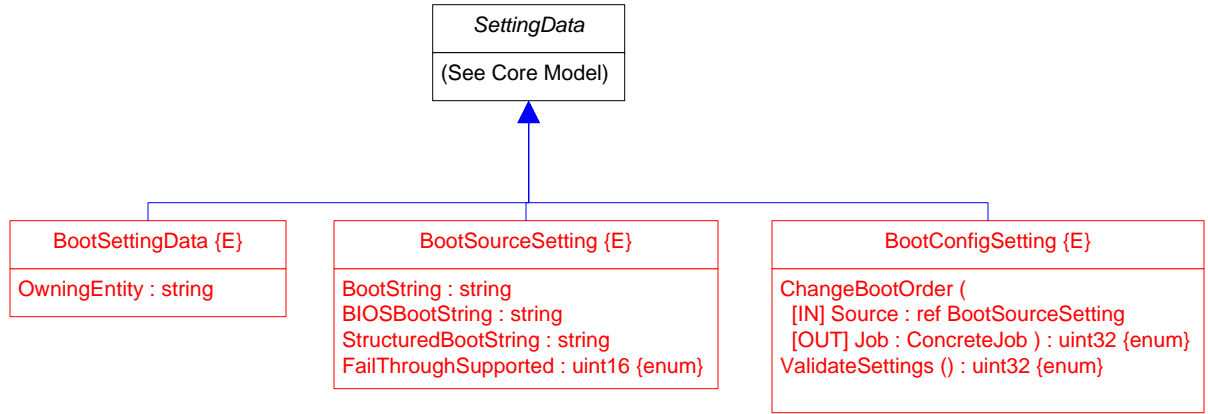 SettingData
(See Core Model)
BootSettingData {E}
OwningEntity : string
BootSourceSetting {E}
BootString : string
BIOSBootString : string
StructuredBootString : string
FailThroughSupported : uint16 {enum}
BootConfigSetting {E}
ChangeBootOrder (
[IN] Source : ref BootSourceSetting
[OUT] Job : ConcreteJob ) : uint32 {enum}
ValidateSettings () : uint32 {enum}